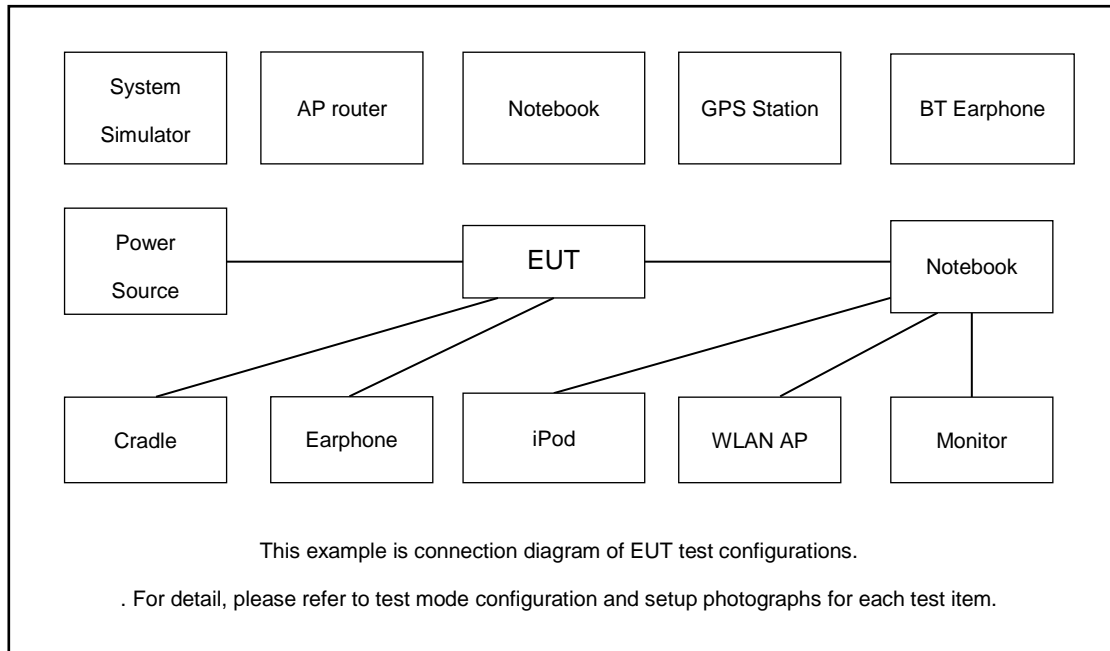 System
Simulator
AP router
Notebook
GPS Station
BT Earphone
Power
Source
EUT
Notebook
Cradle
Earphone
iPod
WLAN AP
Monitor
This example is connection diagram of EUT test configurations.
. For detail, please refer to test mode configuration and setup photographs for each test item.